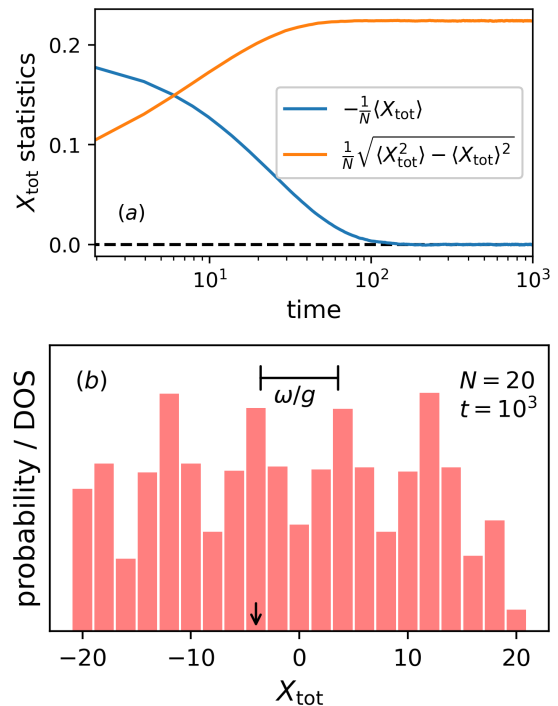 0.2
0.1
0.0
X_tot statistics
(a)
−1/N⟨X_tot⟩
1/N√(⟨X²_tot⟩ − ⟨X_tot⟩²)
10¹ 10² 10³
time
probability / DOS
(b)
ω/g
N = 20
t = 10³
−20 −10 0 10 20
X_tot